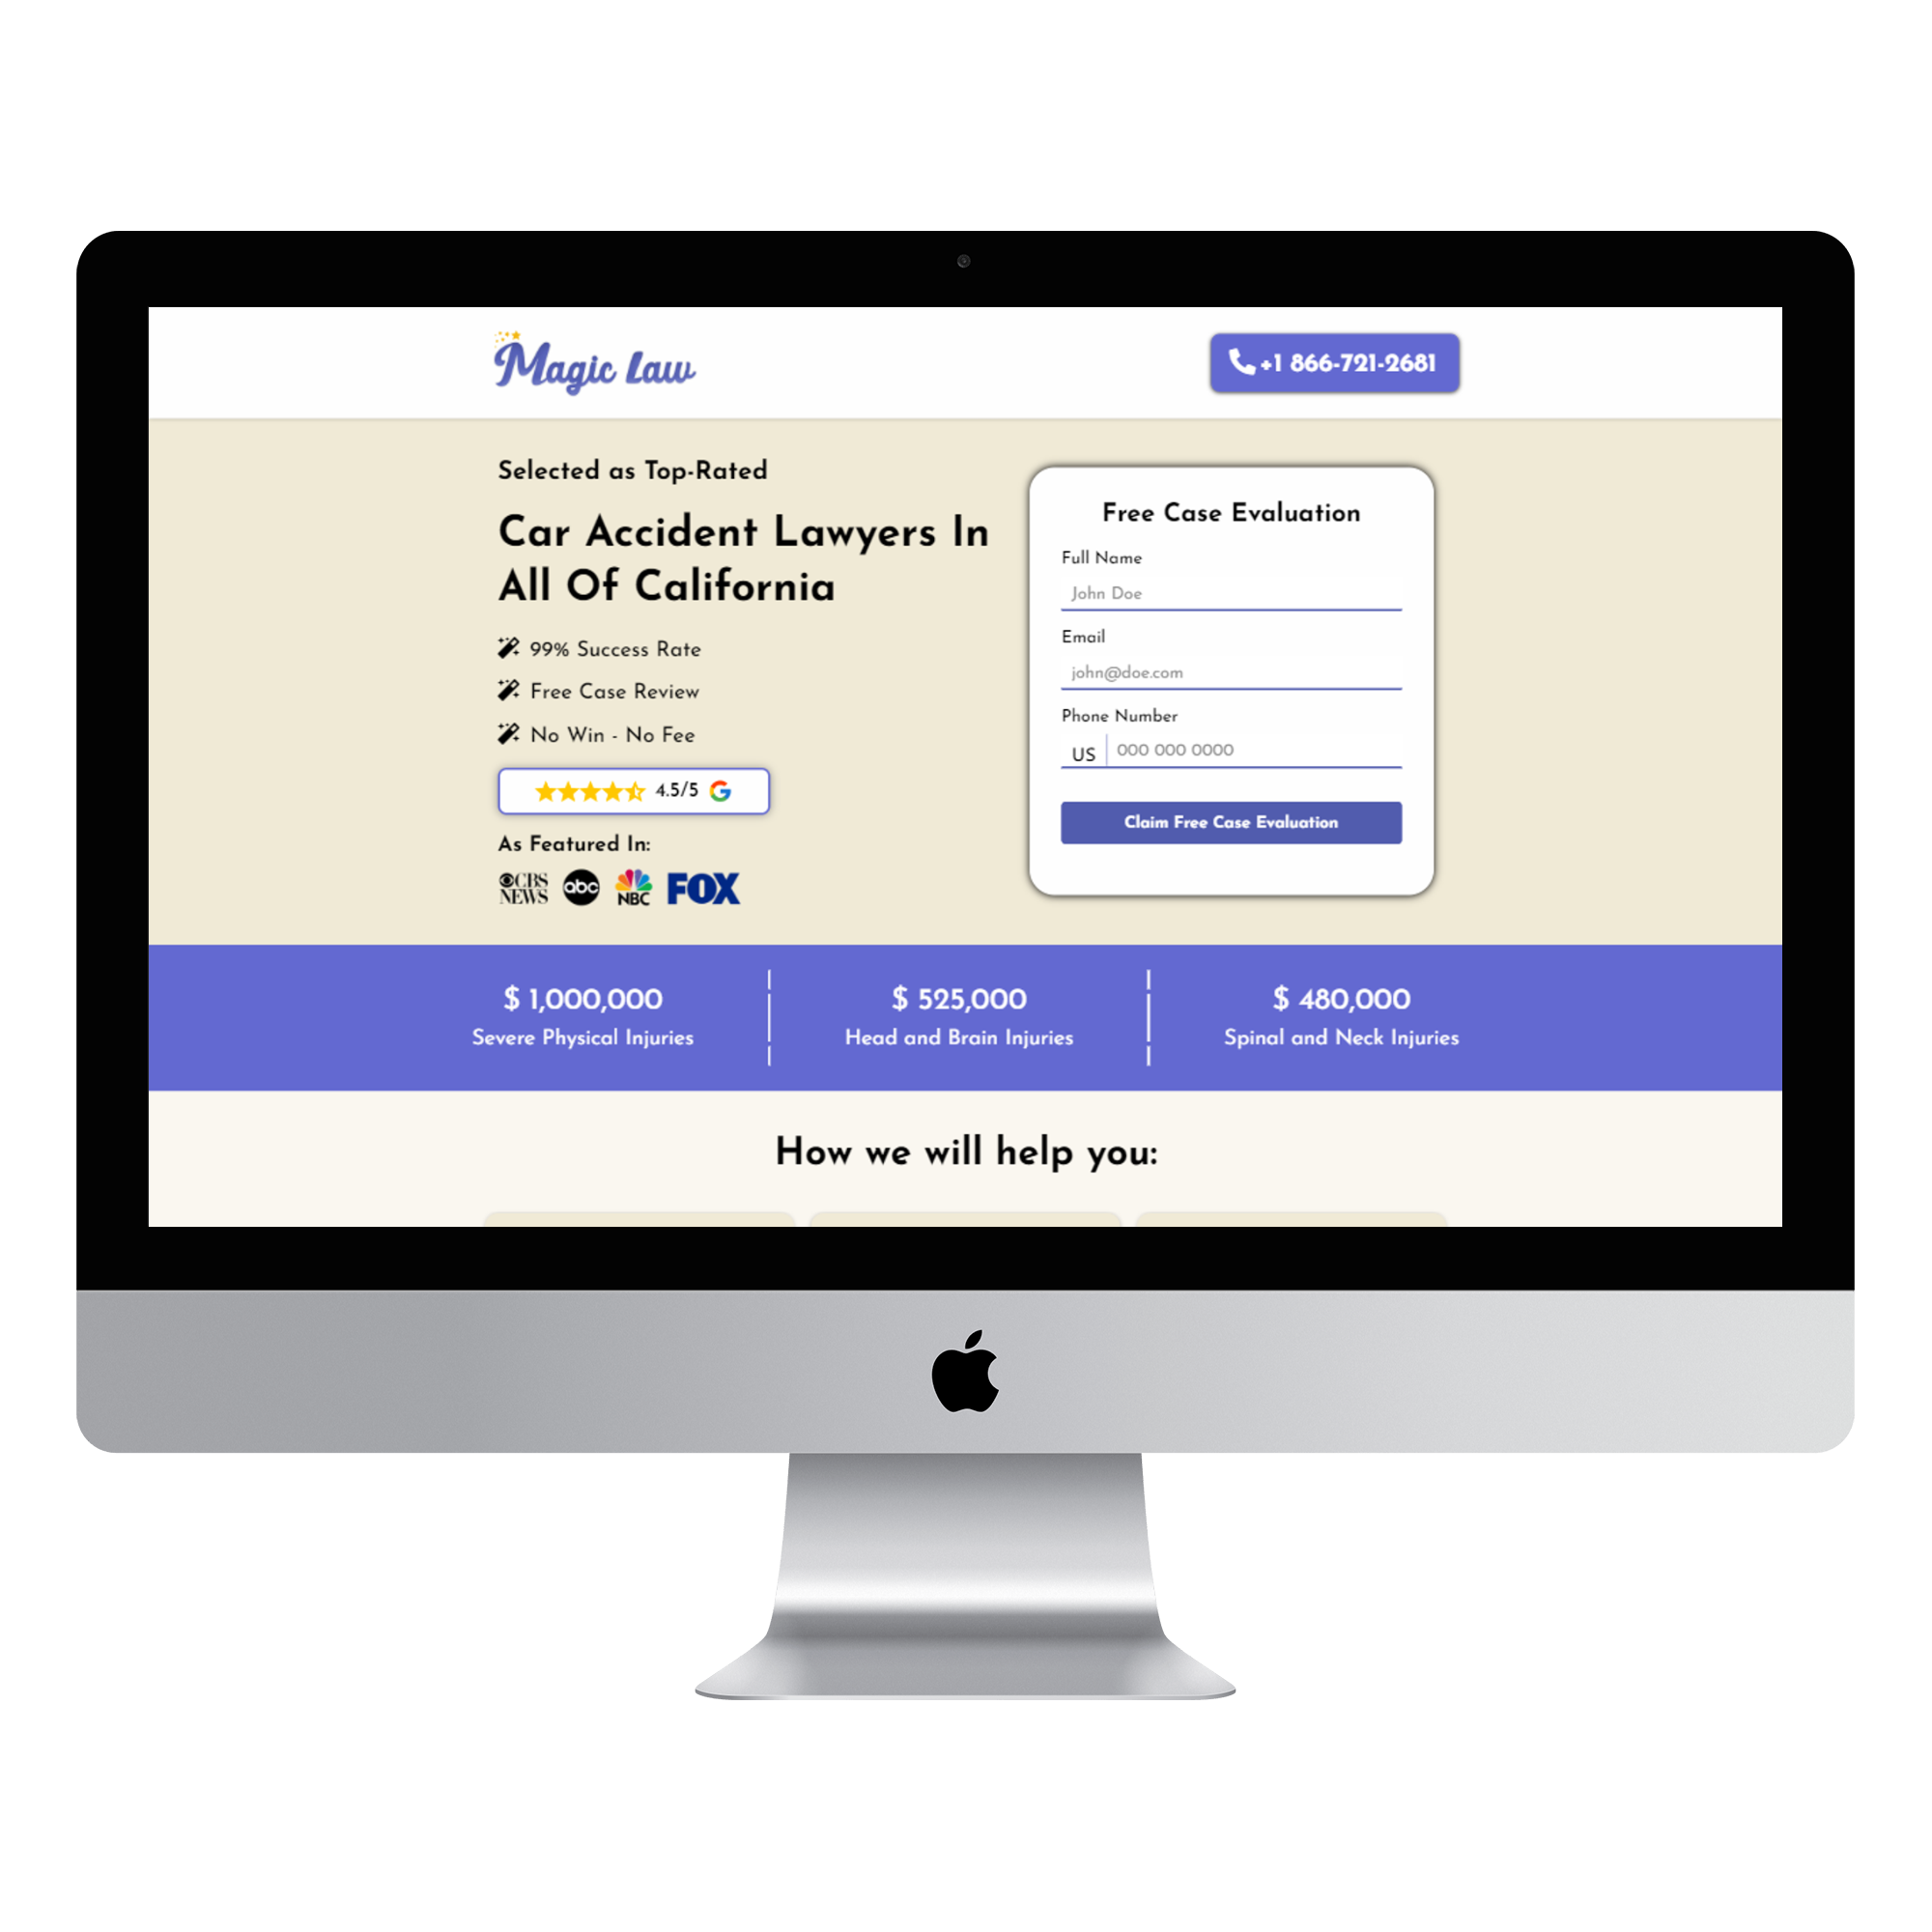 Magic Law
+1 866-721-2681
Selected as Top-Rated
Car Accident Lawyers In
All Of California
99% Success Rate
Free Case Review
No Win - No Fee
4.5/5 G
As Featured In:
CBS NEWS abc NBC FOX
Free Case Evaluation
Full Name
John Doe
Email
john@doe.com
Phone Number
US 000 000 0000
Claim Free Case Evaluation
$ 1,000,000
Severe Physical Injuries
$ 525,000
Head and Brain Injuries
$ 480,000
Spinal and Neck Injuries
How we will help you: